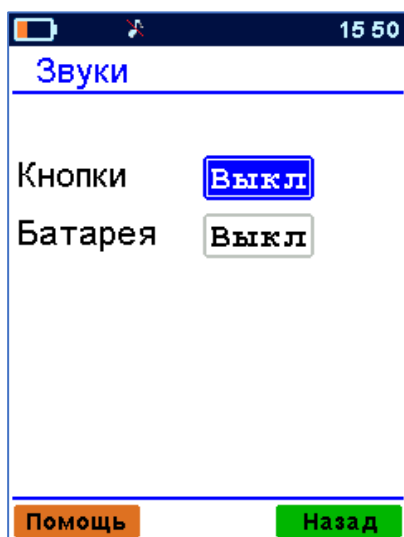 15 50
Звуки
Кнопки Выкл
Батарея Выкл
Помощь Назад